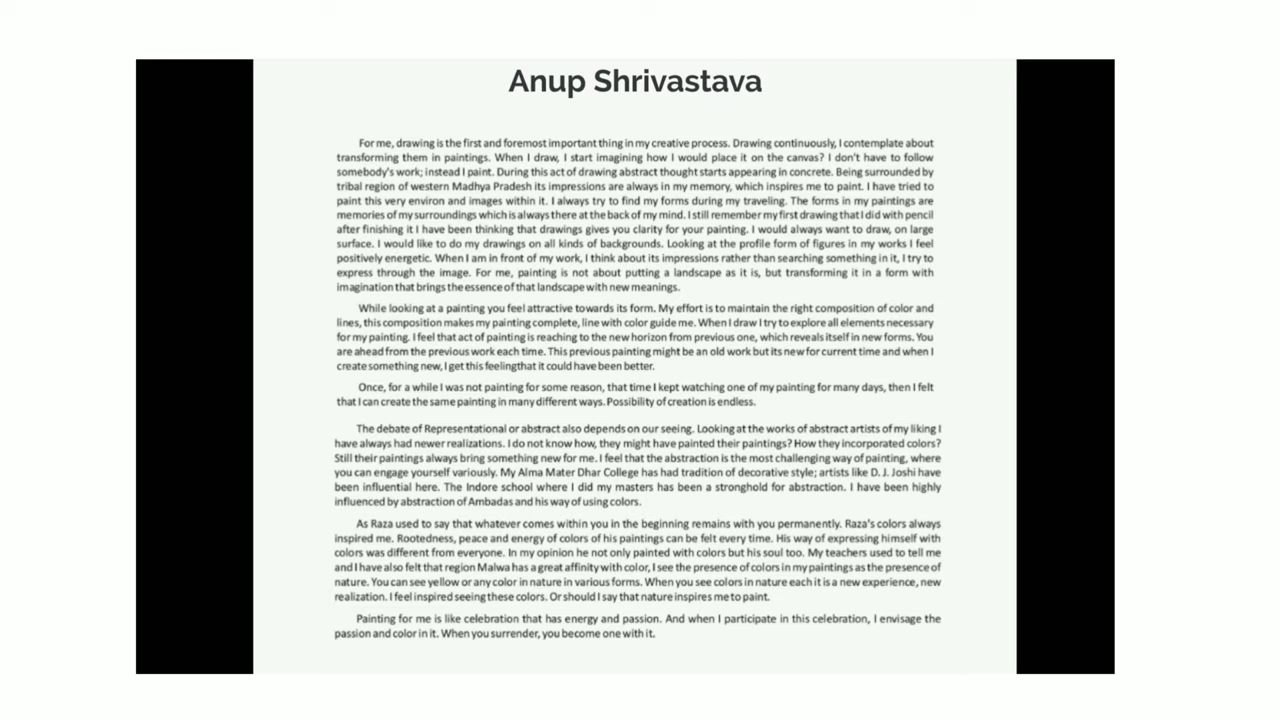 Anup Shrivastava
For me, drawing is the first and foremost important thing in my creative process. Drawing continuously, I contemplate about
transforming them in paintings. When I draw, I start imagining how I would place it on the canvas? I don't have to follow
somebody's work; instead I paint. During this act of drawing abstract thought starts appearing in concrete. Being surrounded by
tribal region of western Madhya Pradesh its impressions are always in my memory, which inspires me to paint. I have tried to
paint this very environ and images within it. I always try to find my forms during my traveling. The forms in my paintings are
memories of my surroundings which is always there at the back of my mind. I still remember my first drawing that I did with pencil
after finishing it I have been thinking that drawings gives you clarity for your painting. I would always want to draw, on large
surface. I would like to do my drawings on all kinds of backgrounds. Looking at the profile form of figures in my works I feel
positively energetic. When I am in front of my work, I think about its impressions rather than searching something in it, I try to
express through the image. For me, painting is not about putting a landscape as it is, but transforming it in a form with
imagination that brings the essence of that landscape with new meanings.
While looking at a painting you feel attractive towards its form. My effort is to maintain the right composition of color and
lines, this composition makes my painting complete, line with color guide me. When I draw I try to explore all elements necessary
for my painting. I feel that act of painting is reaching to the new horizon from previous one, which reveals itself in new forms. You
are ahead from the previous work each time. This previous painting might be an old work but its new for current time and when I
create something new, I get this feelingthat it could have been better.
Once, for a while I was not painting for some reason, that time I kept watching one of my painting for many days, then I felt
that I can create the same painting in many different ways. Possibility of creation is endless.
The debate of Representational or abstract also depends on our seeing. Looking at the works of abstract artists of my liking I
have always had newer realizations. I do not know how, they might have painted their paintings? How they incorporated colors?
Still their paintings always bring something new for me. I feel that the abstraction is the most challenging way of painting, where
you can engage yourself variously. My Alma Mater Dhar College has had tradition of decorative style; artists like D. J. Joshi have
been influential here. The Indore school where I did my masters has been a stronghold for abstraction. I have been highly
influenced by abstraction of Ambadas and his way of using colors.
As Raza used to say that whatever comes within you in the beginning remains with you permanently. Raza's colors always
inspired me. Rootedness, peace and energy of colors of his paintings can be felt every time. His way of expressing himself with
colors was different from everyone. In my opinion he not only painted with colors but his soul too. My teachers used to tell me
and I have also felt that region Malwa has a great affinity with color, I see the presence of colors in my paintings as the presence of
nature. You can see yellow or any color in nature in various forms. When you see colors in nature each it is a new experience, new
realization. I feel inspired seeing these colors. Or should I say that nature inspires me to paint.
Painting for me is like celebration that has energy and passion. And when I participate in this celebration, I envisage the
passion and color in it. When you surrender, you become one with it.